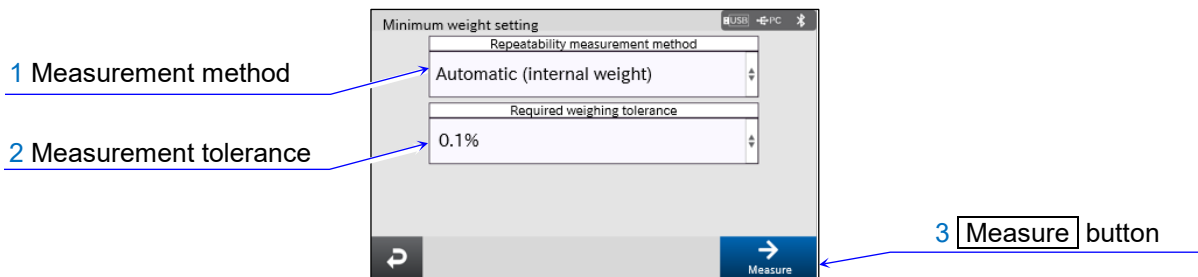 Minimum weight setting
USB PC
Repeatability measurement method
1 Measurement method
Automatic (internal weight)
Required weighing tolerance
0.1%
2 Measurement tolerance
3 Measure button
Measure